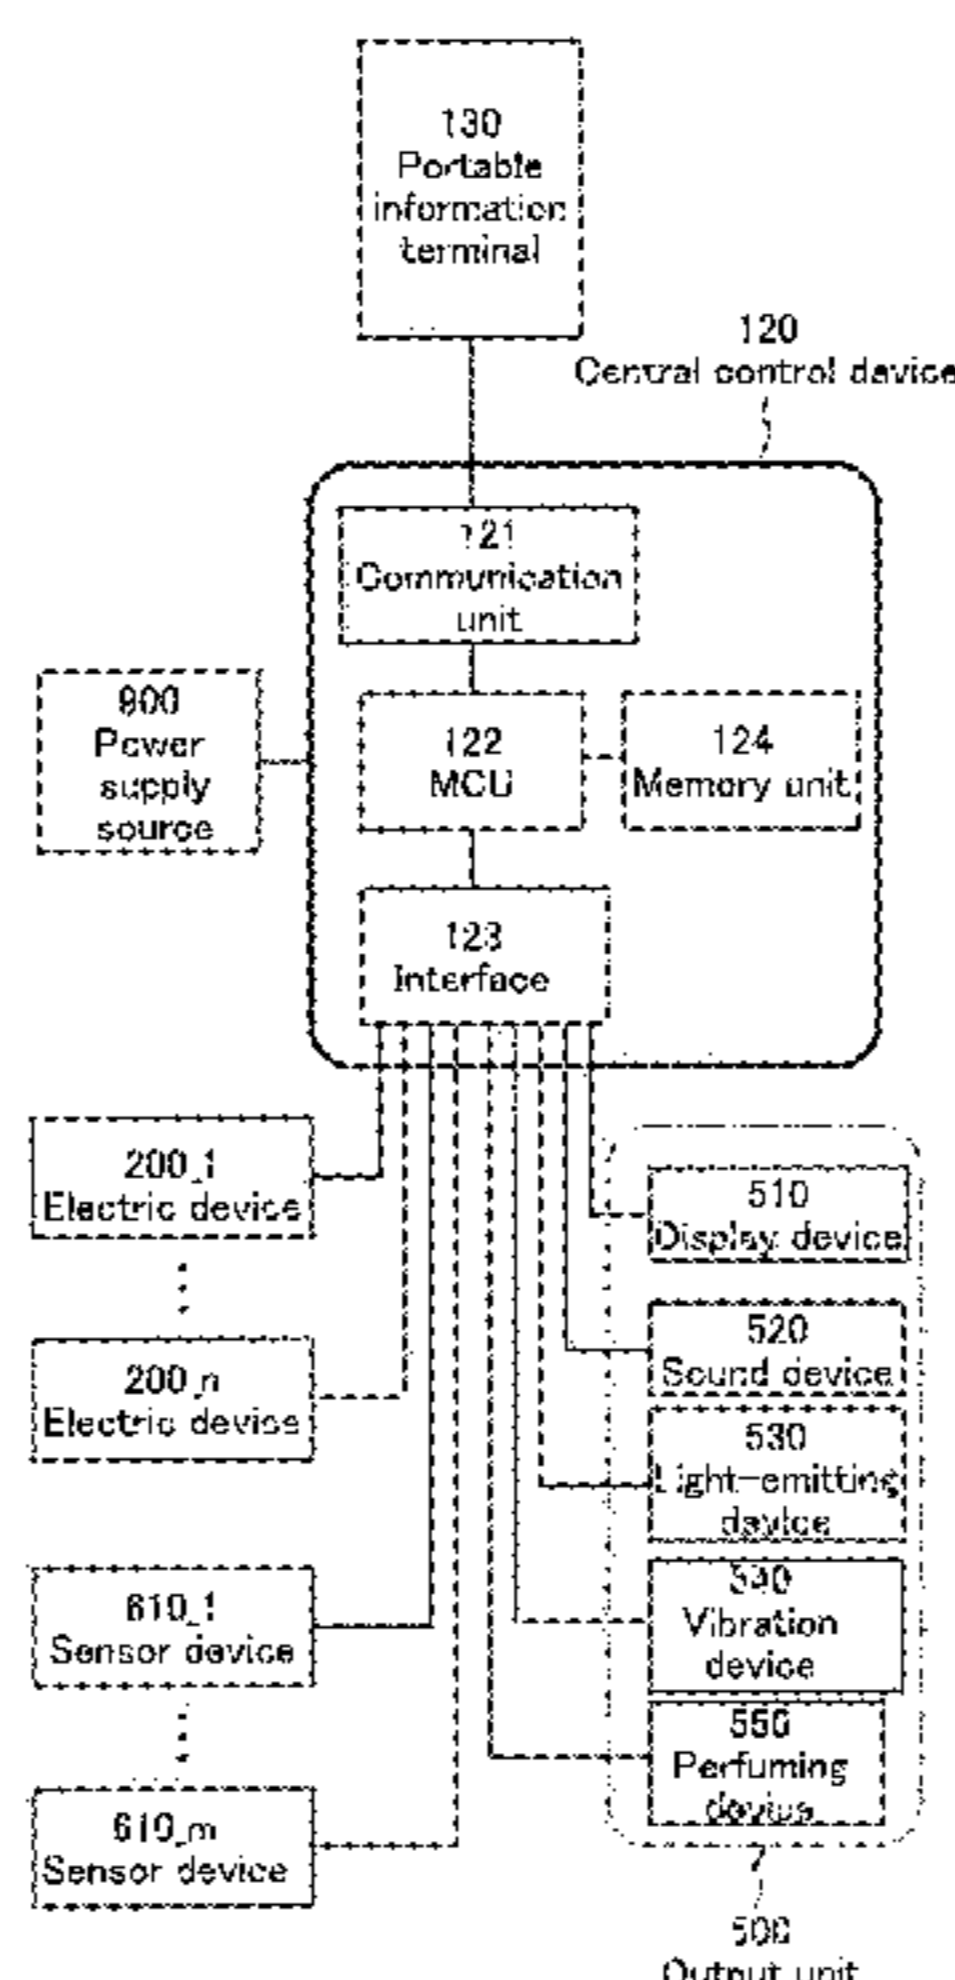 130
Portable
information
terminal
120
Central control device
121
Communication
unit
900
Power
supply
source
122
MCU
124
Memory unit
123
Interface
200_1
Electric device
200_n
Electric device
610_1
Sensor device
610_m
Sensor device
510
Display device
520
Sound device
530
Light-emitting
device
540
Vibration
device
550
Perfuming
device
500
Output unit